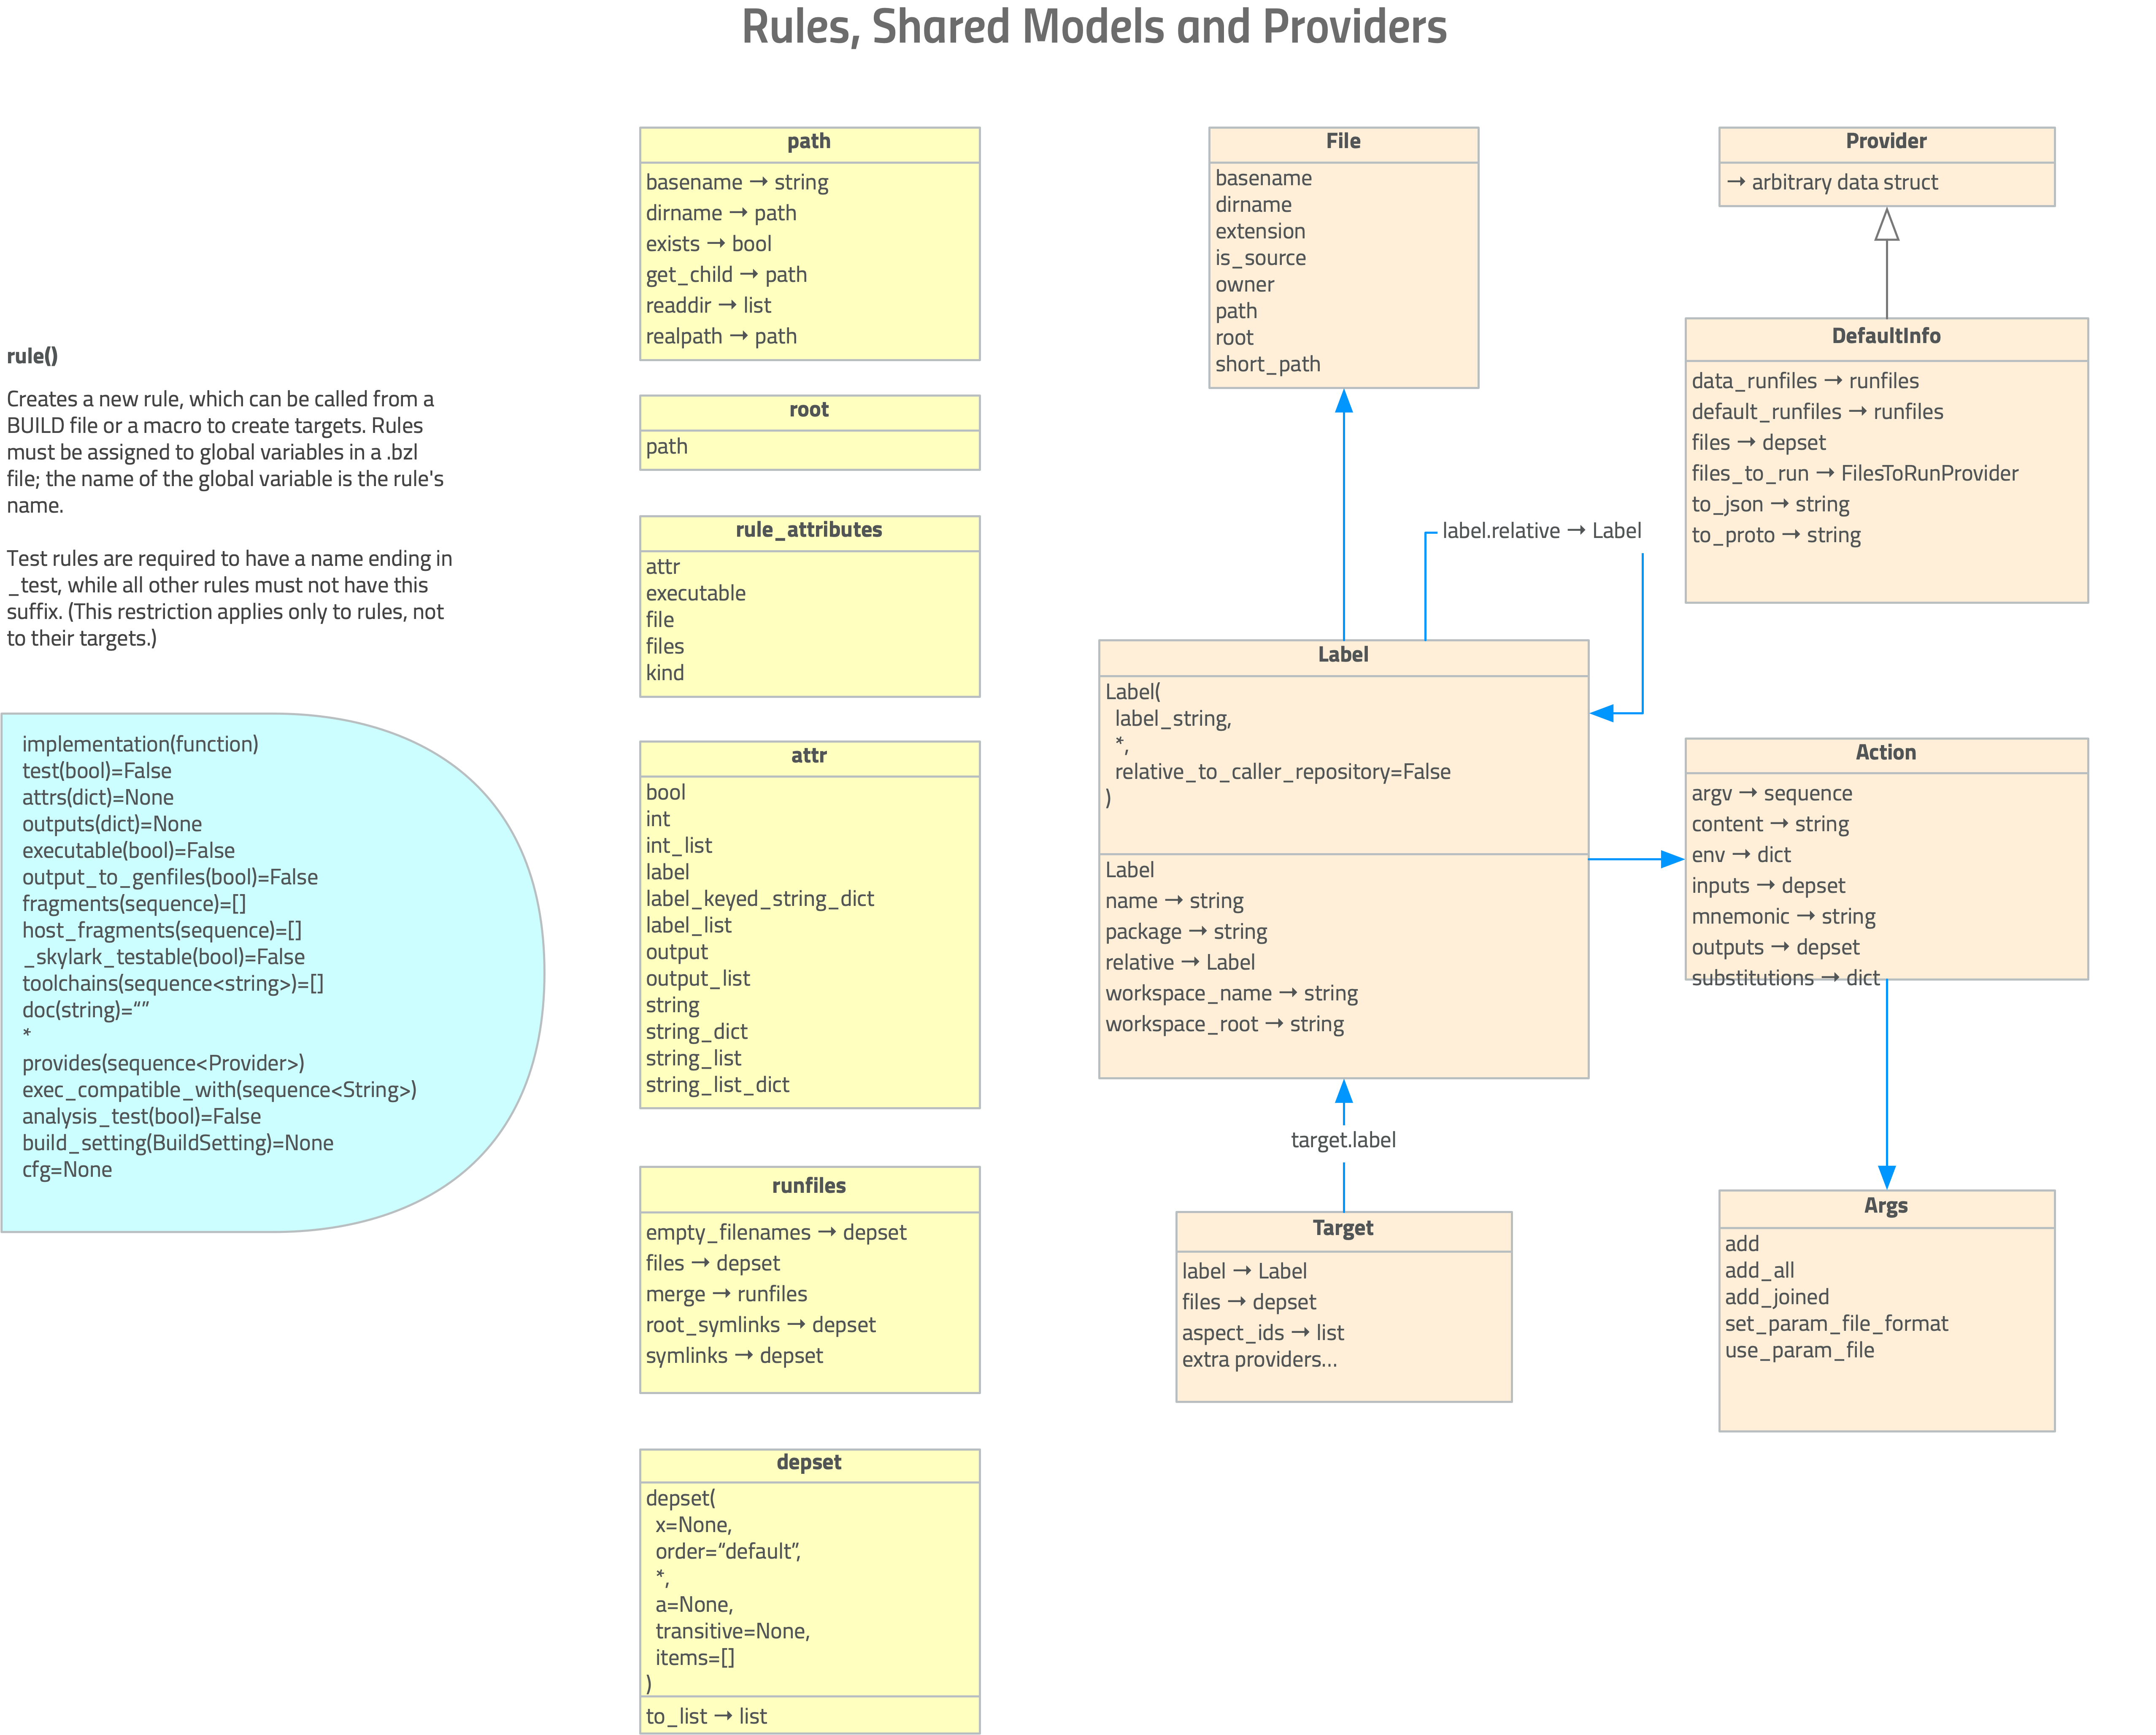 Rules, Shared Models and Providers
rule()
Creates a new rule, which can be called from a
BUILD file or a macro to create targets. Rules
must be assigned to global variables in a .bzl
file; the name of the global variable is the rule's
name.
Test rules are required to have a name ending in
_test, while all other rules must not have this
suffix. (This restriction applies only to rules, not
to their targets.)
implementation(function)
test(bool)=False
attrs(dict)=None
outputs(dict)=None
executable(bool)=False
output_to_genfiles(bool)=False
fragments(sequence)=[]
host_fragments(sequence)=[]
_skylark_testable(bool)=False
toolchains(sequence<string>)=[]
doc(string)=“”
*
provides(sequence<Provider>)
exec_compatible_with(sequence<String>)
analysis_test(bool)=False
build_setting(BuildSetting)=None
cfg=None
path
basename → string
dirname → path
exists → bool
get_child → path
readdir → list
realpath → path
root
path
rule_attributes
attr
executable
file
files
kind
attr
bool
int
int_list
label
label_keyed_string_dict
label_list
output
output_list
string
string_dict
string_list
string_list_dict
runfiles
empty_filenames → depset
files → depset
merge → runfiles
root_symlinks → depset
symlinks → depset
depset
depset(
x=None,
order=“default”,
*,
a=None,
transitive=None,
items=[]
)
to_list → list
File
basename
dirname
extension
is_source
owner
path
root
short_path
label.relative → Label
Label
Label(
label_string,
*,
relative_to_caller_repository=False
)
Label
name → string
package → string
relative → Label
workspace_name → string
workspace_root → string
target.label
Target
label → Label
files → depset
aspect_ids → list
extra providers...
Provider
→ arbitrary data struct
DefaultInfo
data_runfiles → runfiles
default_runfiles → runfiles
files → depset
files_to_run → FilesToRunProvider
to_json → string
to_proto → string
Action
argv → sequence
content → string
env → dict
inputs → depset
mnemonic → string
outputs → depset
substitutions → dict
Args
add
add_all
add_joined
set_param_file_format
use_param_file